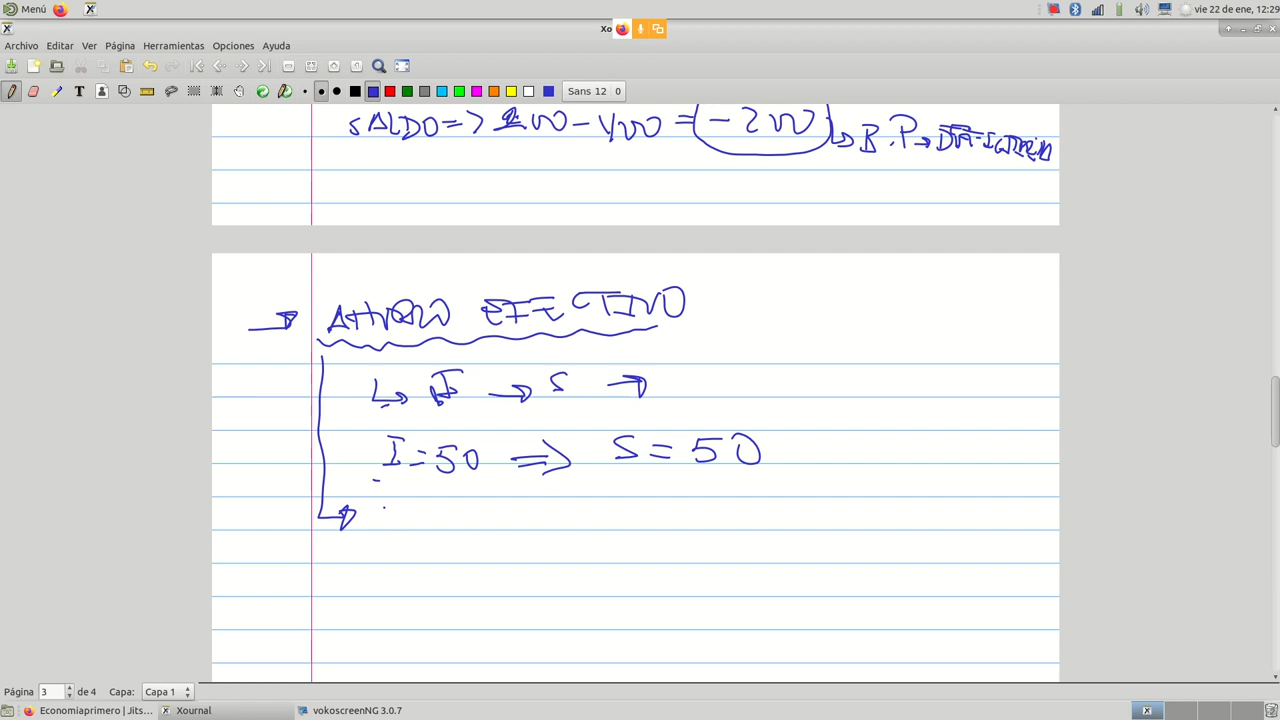 Menú vie 22 de ene, 12:29
Xo
Archivo Editar Ver Página Herramientas Opciones Ayuda
Sans 12 0
SALDO => 200 - 400 = - 200 B.P →
→ AHORRO EFECTIVO
→ S →
I = 50 => S = 50
Página 3 de 4 Capa: Capa 1
Economiaprimero | Jits... Xournal vokoscreenNG 3.0.7